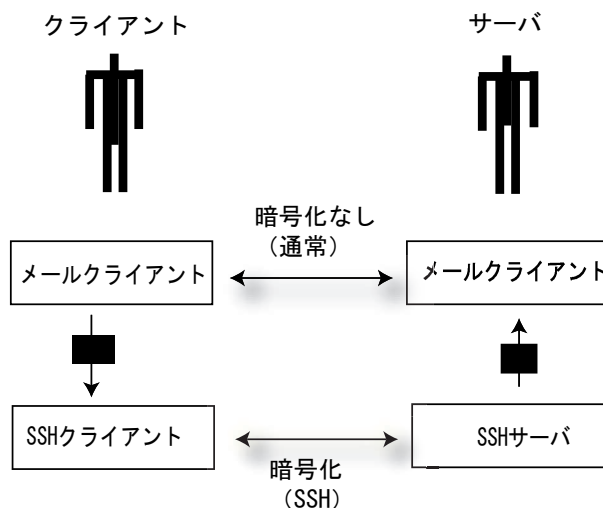 クライアント
サーバ
暗号化なし
（通常）
メールクライアント
メールクライアント
SSHクライアント
SSHサーバ
暗号化
（SSH）